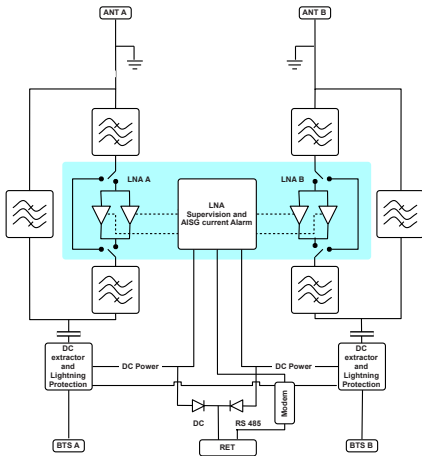 ANT A
ANT B
LNA A
LNA B
LNA
Supervision and
AISG current Alarm
DC
extractor
and
Lightning
Protection
DC Power
DC Power
DC
extractor
and
Lightning
Protection
Modem
DC
RS 485
BTS A
RET
BTS B